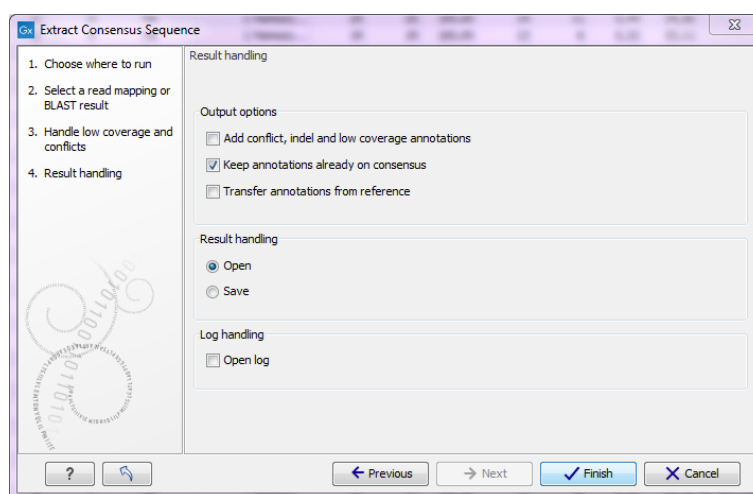 Gx Extract Consensus Sequence
1. Choose where to run
2. Select a read mapping or
BLAST result
3. Handle low coverage and
conflicts
4. Result handling
Result handling
Output options
Add conflict, indel and low coverage annotations
Keep annotations already on consensus
Transfer annotations from reference
Result handling
Open
Save
Log handling
Open log
?
Previous
Next
Finish
Cancel